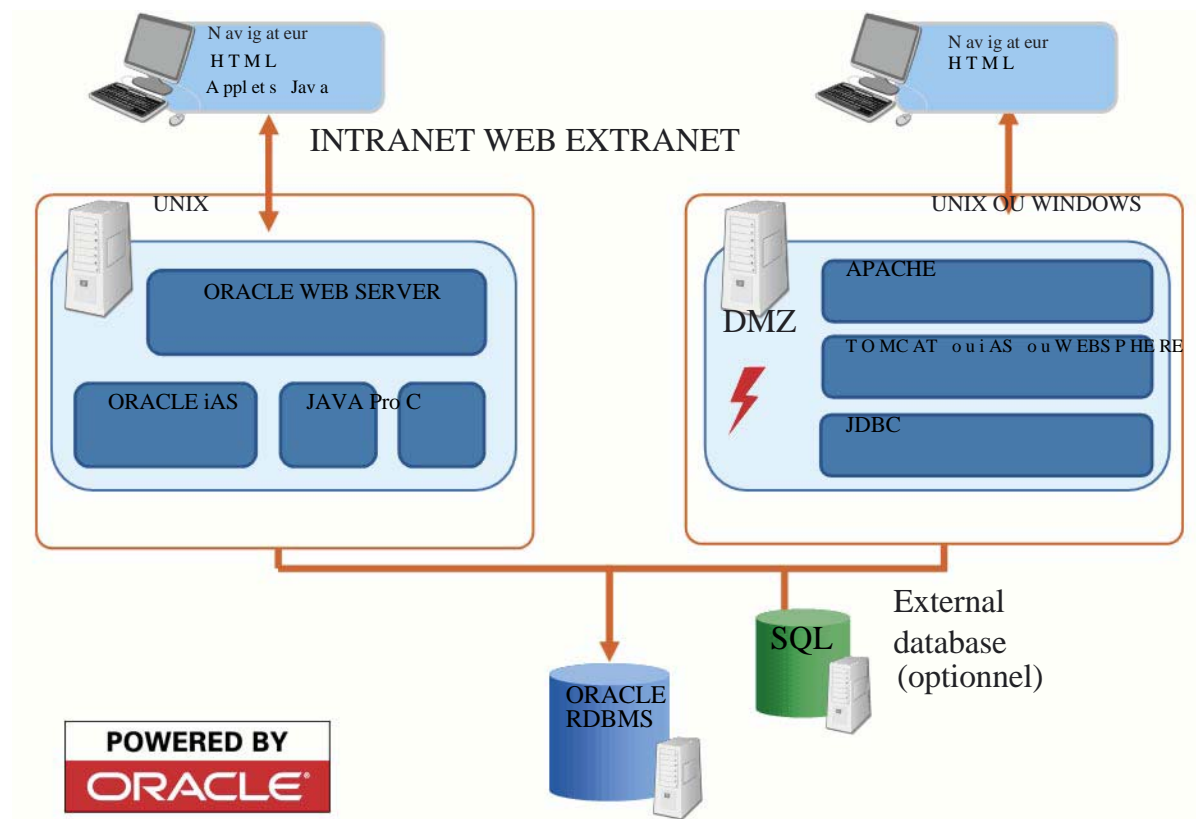 Navigateur
HTML
Applets Java
Navigateur
HTML
INTRANET WEB EXTRANET
UNIX
UNIX OU WINDOWS
ORACLE WEB SERVER
ORACLE iAS
JAVA Pro C
APACHE
DMZ
TOMCAT ou iAS ou WEBSPHERE
JDBC
External
database
(optionnel)
SQL
ORACLE
RDBMS
POWERED BY
ORACLE®